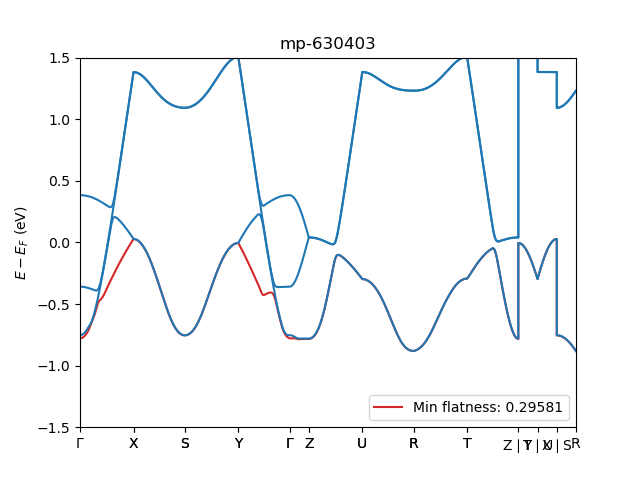 mp-630403
E − E_F (eV)
1.5
1.0
0.5
0.0
−0.5
−1.0
−1.5
Min flatness: 0.29581
Γ X S Y Γ Z U R T Z | T Y | X U | S R